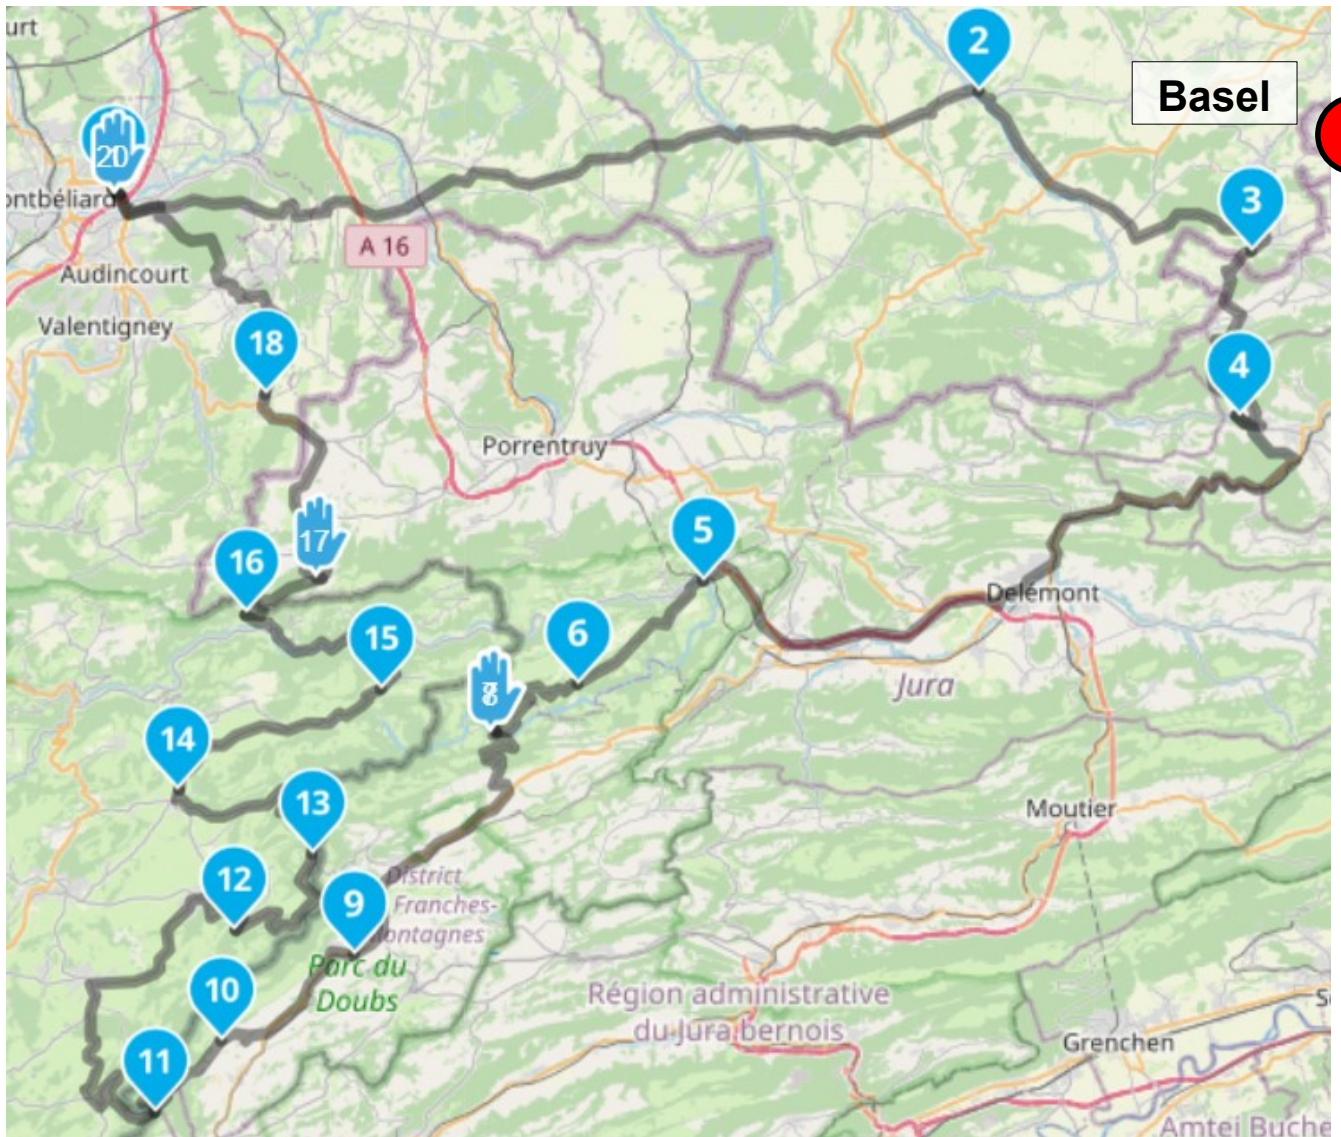 urt
2
Basel
20
3
ontbéliard
A 16
Audincourt
Valentigney
18
4
Porrentruy
5
17
16
Delémont
6
15
Jura
14
13
Moutier
12
District
9
Franches-
ontagnes
Parc du
Doubs
10
Région administrative
du Jura bernois
S
Grenchen
11
Amtei Buche